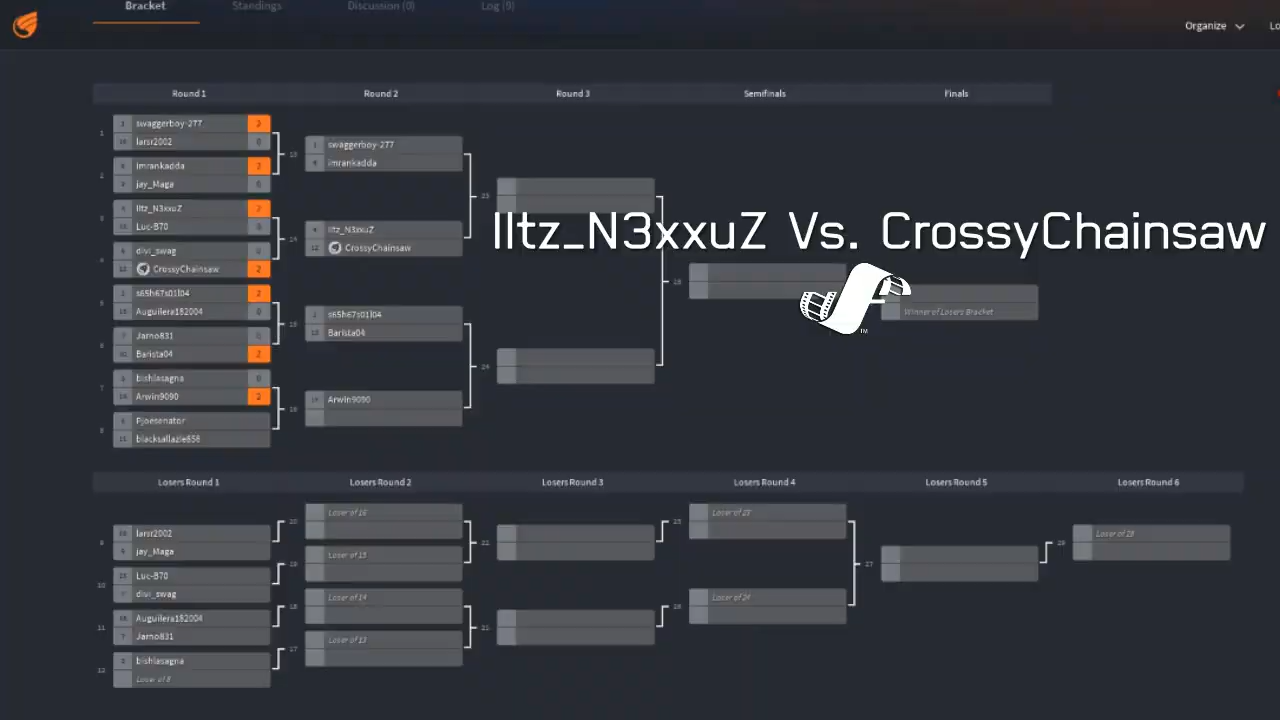 Bracket
Standings
Discussion (0)
Log (9)
Organize
Round 1
Round 2
Round 3
Semifinals
Finals
swaggerboy-277 2
larsr2002 0
imrankadda 2
jay_Maga 0
IItz_N3xxuZ 2
Luc-B70 0
divi_swag 0
CrossyChainsaw 2
s65h67s01l04 2
Auguilera182004 0
Jarno831 0
Barista04 2
bishlasagna 0
Arwin9090 2
Pjoesenator
blacksallazie656
swaggerboy-277
imrankadda
IItz_N3xxuZ
CrossyChainsaw
s65h67s01l04
Barista04
Arwin9090
IItz_N3xxuZ Vs. CrossyChainsaw
TM
Winner of Losers Bracket
Losers Round 1
Losers Round 2
Losers Round 3
Losers Round 4
Losers Round 5
Losers Round 6
larsr2002
jay_Maga
Luc-B70
divi_swag
Auguilera182004
Jarno831
bishlasagna
Loser of 8
Loser of 16
Loser of 15
Loser of 14
Loser of 13
Loser of 23
Loser of 24
Loser of 28